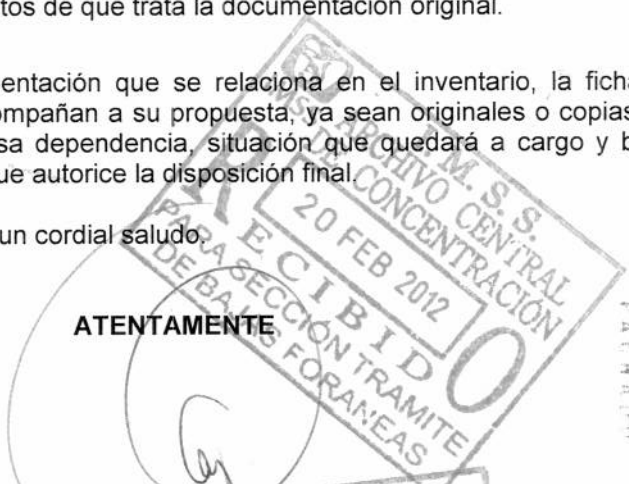 tos de que trata la documentación original.
entación que se relaciona en el inventario, la ficha
ompañan a su propuesta, ya sean originales o copias
sa dependencia, situación que quedará a cargo y b
ue autorice la disposición final.
un cordial saludo.
ATENTAMENTE
ARCHIVO CENTRAL
DE CONCENTRACIÓN
20 FEB 2012
RECIBIDO
PARA SECCIÓN TRAMITE
DE BAJAS FORANEAS